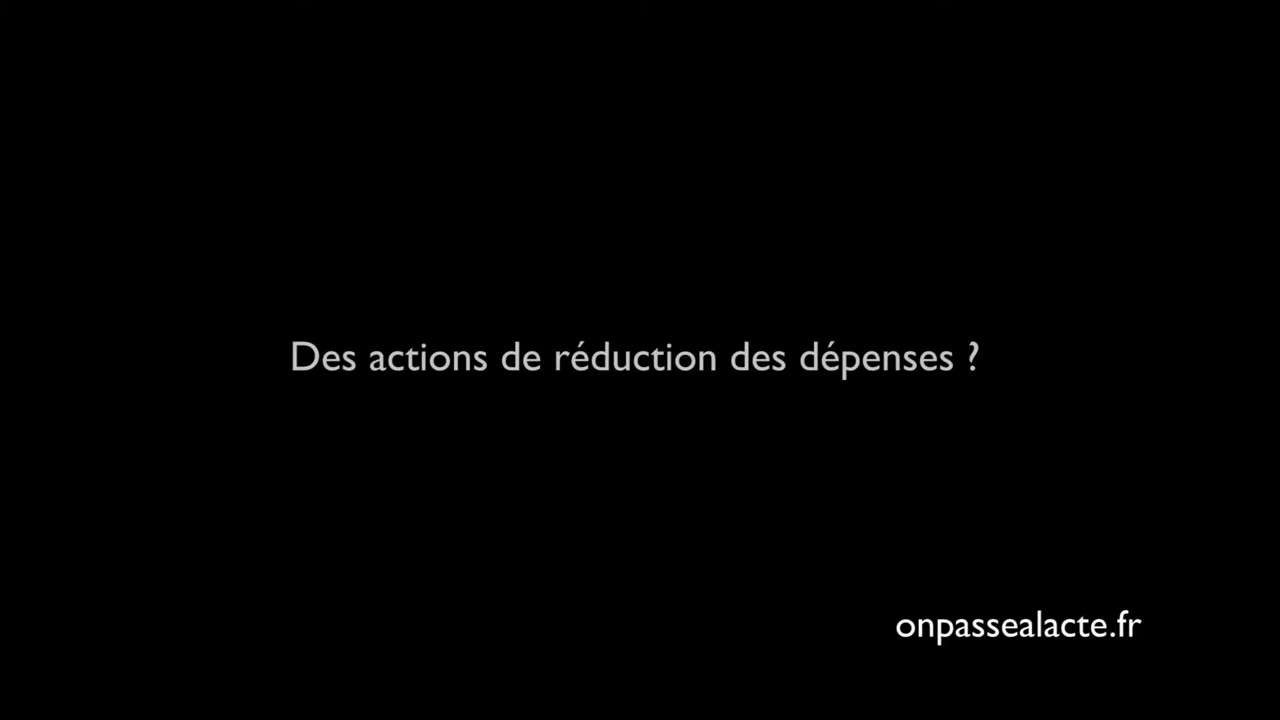 Des actions de réduction des dépenses ?
onpassealacte.fr